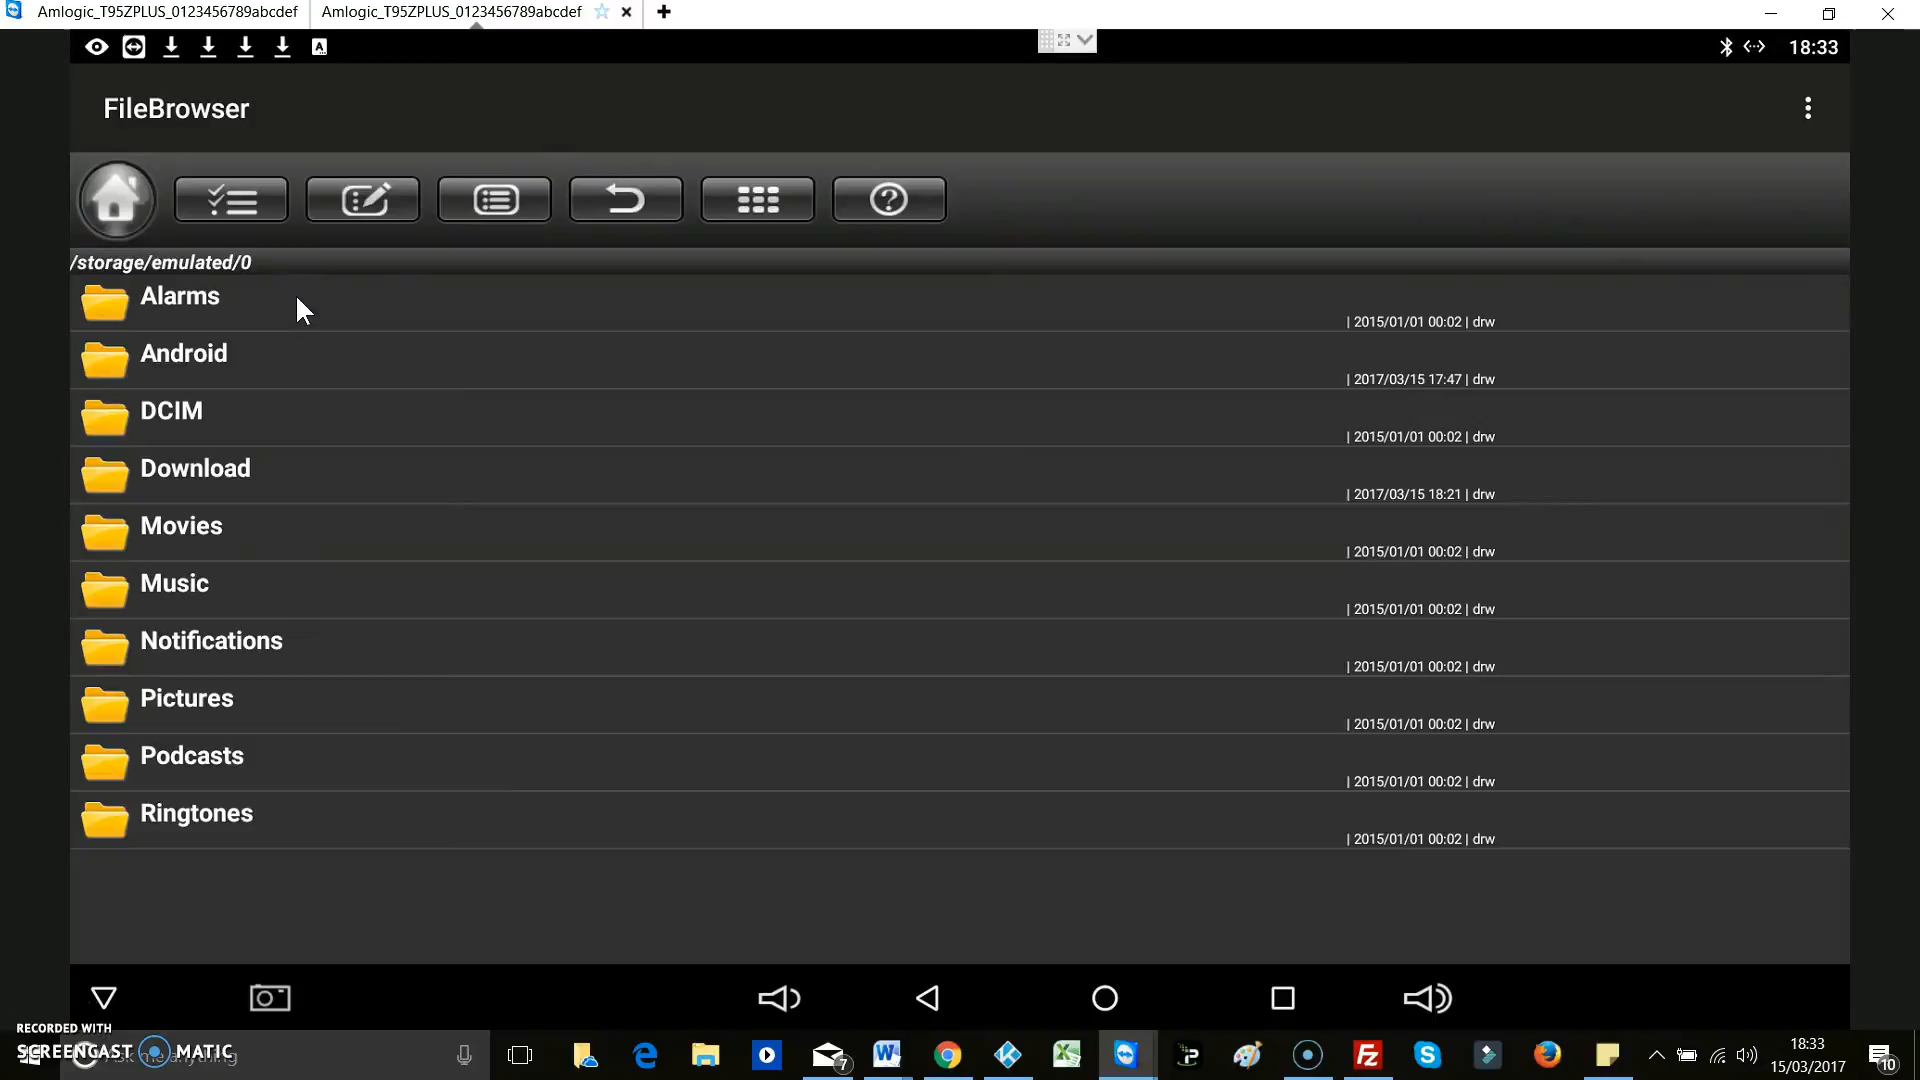 Amlogic_T95ZPLUS_0123456789abcdef
Amlogic_T95ZPLUS_0123456789abcdef
A
18:33
FileBrowser
/storage/emulated/0
Alarms
| 2015/01/01 00:02 | drw
Android
| 2017/03/15 17:47 | drw
DCIM
| 2015/01/01 00:02 | drw
Download
| 2017/03/15 18:21 | drw
Movies
| 2015/01/01 00:02 | drw
Music
| 2015/01/01 00:02 | drw
Notifications
| 2015/01/01 00:02 | drw
Pictures
| 2015/01/01 00:02 | drw
Podcasts
| 2015/01/01 00:02 | drw
Ringtones
| 2015/01/01 00:02 | drw
RECORDED WITH
SCREENCAST MATIC
anything
7
18:33
15/03/2017
10